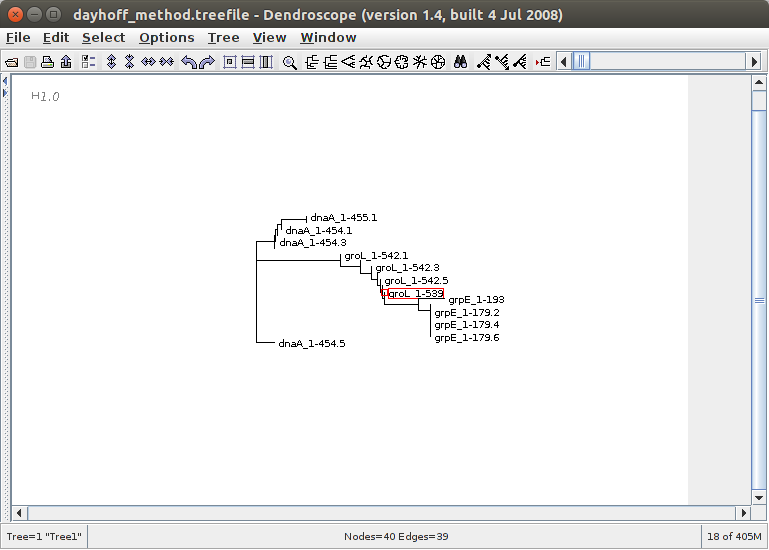 dayhoff_method.treefile - Dendroscope (version 1.4, built 4 Jul 2008)
File Edit Select Options Tree View Window
1.0
dnaA_1-455.1
dnaA_1-454.1
dnaA_1-454.3
groL_1-542.1
groL_1-542.3
groL_1-542.5
groL_1-539
grpE_1-193
grpE_1-179.2
grpE_1-179.4
grpE_1-179.6
dnaA_1-454.5
Tree=1 "Tree1" Nodes=40 Edges=39 18 of 405M